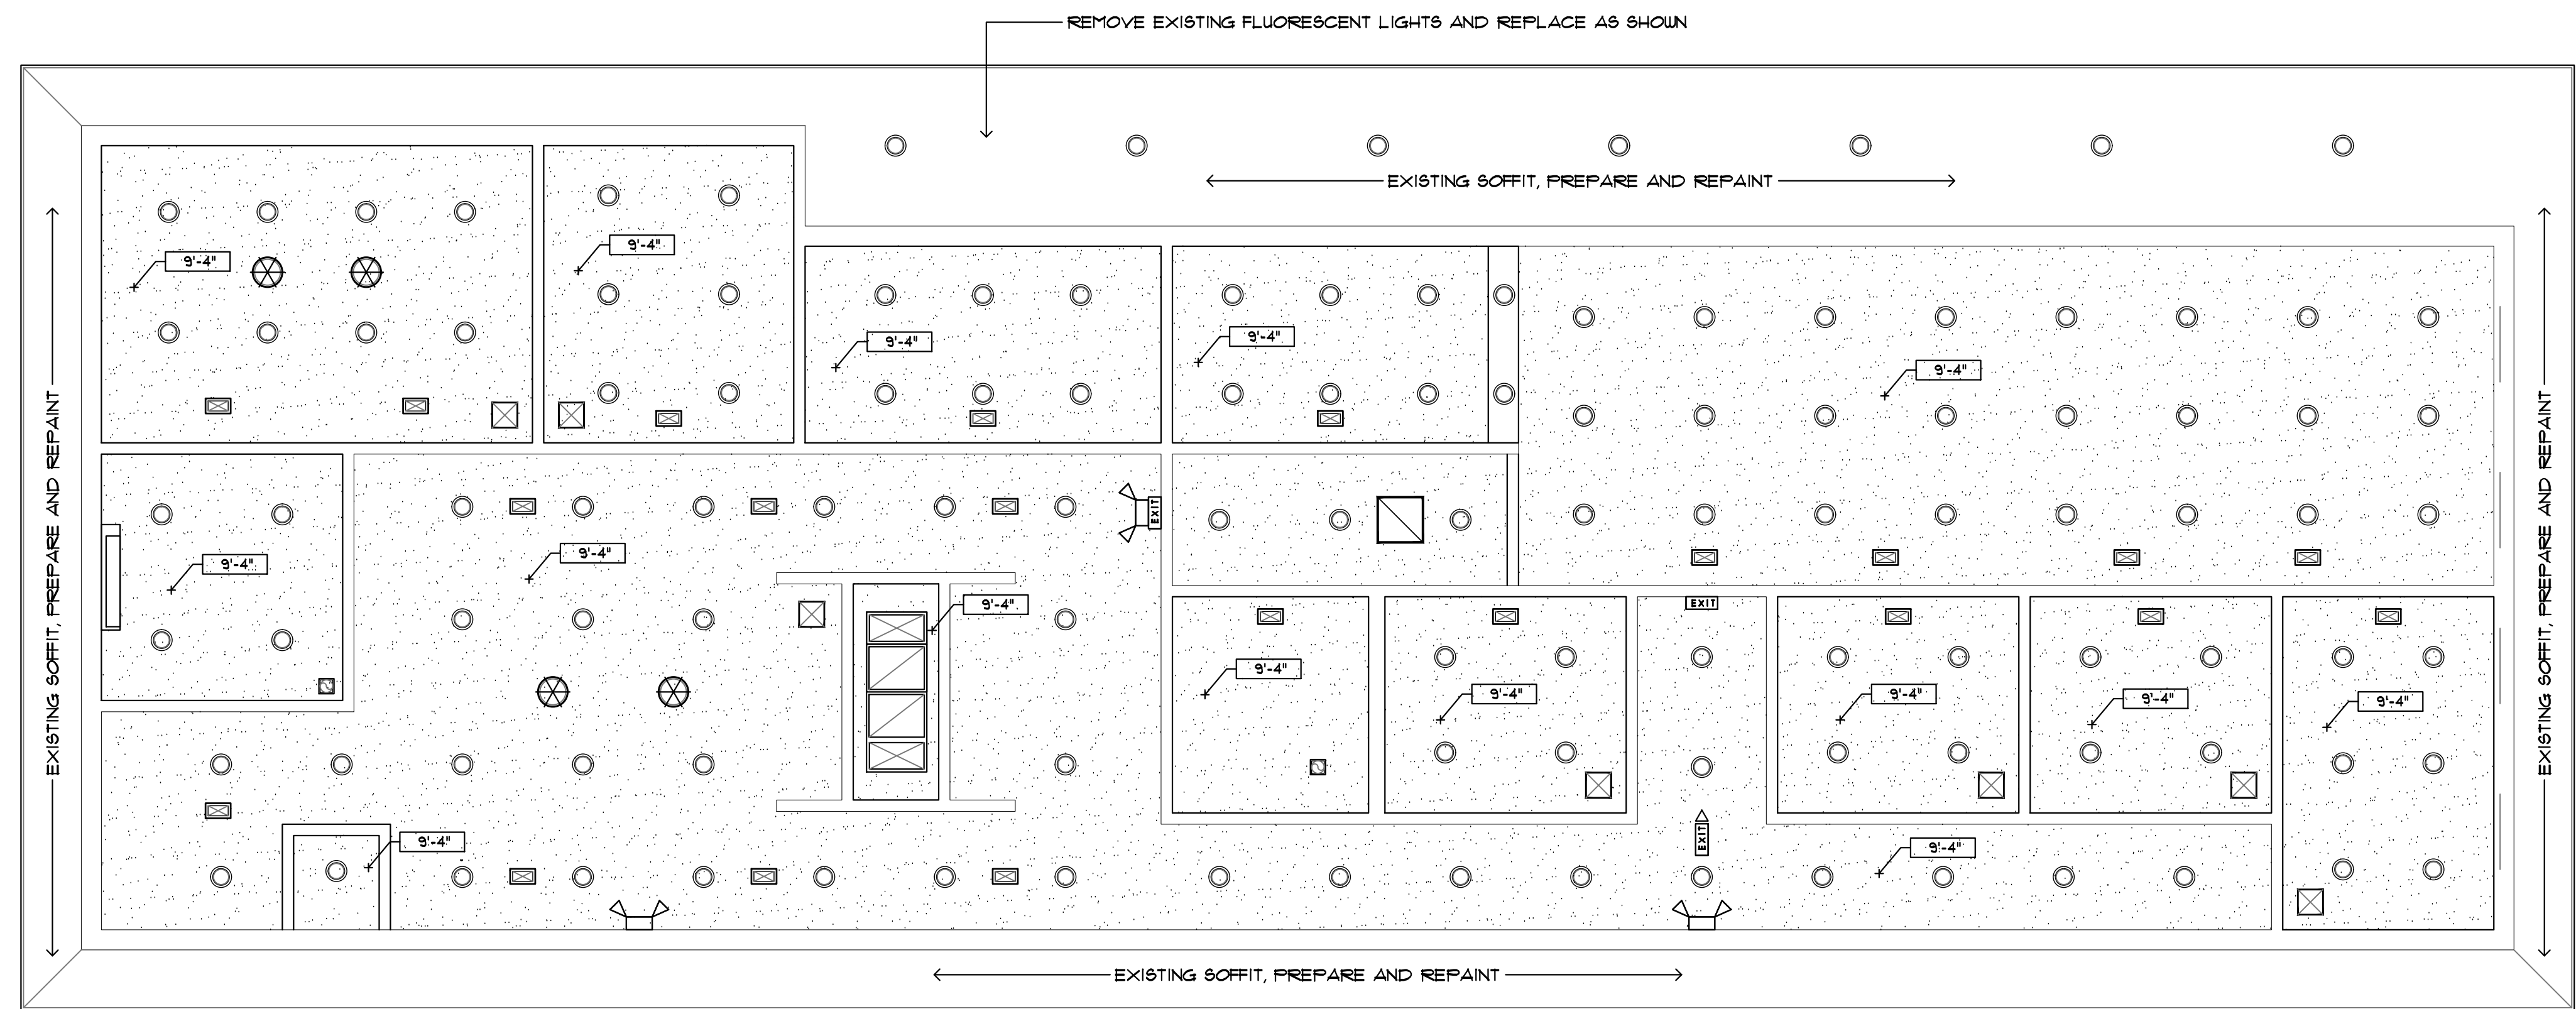 REMOVE EXISTING FLUORESCENT LIGHTS AND REPLACE AS SHOWN
EXISTING SOFFIT, PREPARE AND REPAINT
9'-4"
9'-4"
9'-4"
9'-4"
9'-4"
EXISTING SOFFIT, PREPARE AND REPAINT
EXISTING SOFFIT, PREPARE AND REPAINT
EXIT
9'-4"
9'-4"
9'-4"
EXIT
9'-4"
9'-4"
9'-4"
9'-4"
9'-4"
EXIT
9'-4"
9'-4"
EXISTING SOFFIT, PREPARE AND REPAINT